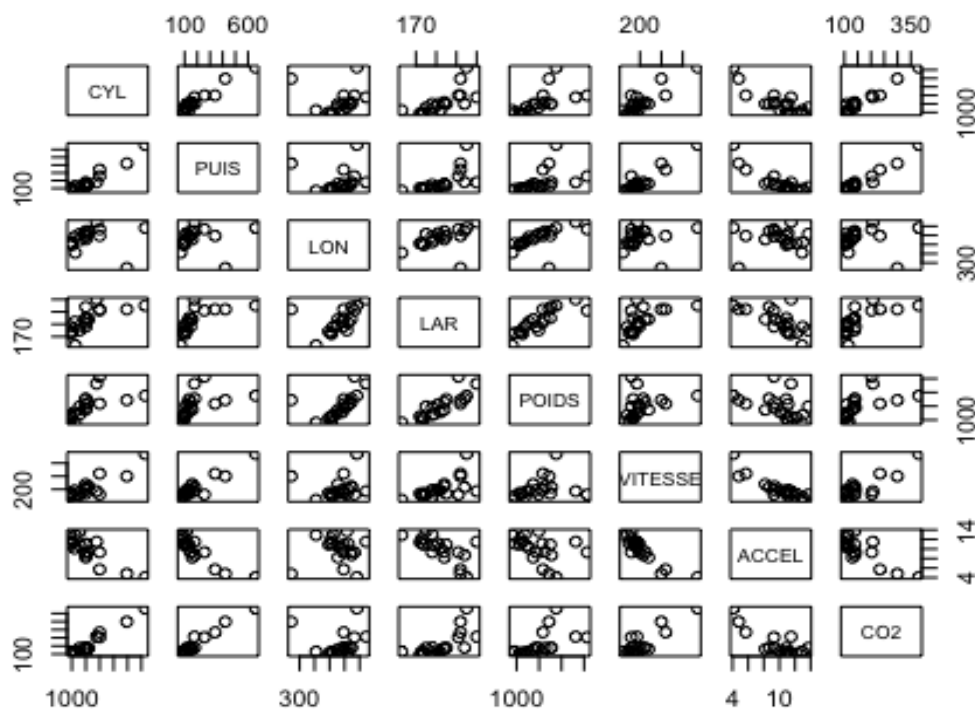 100 600 170 200 100 350
CYL 1000
100 PUIS
LON 300
170 LAR
POIDS 1000
200 VITESSE
ACCEL 4 14
100 CO2
1000 300 1000 4 10